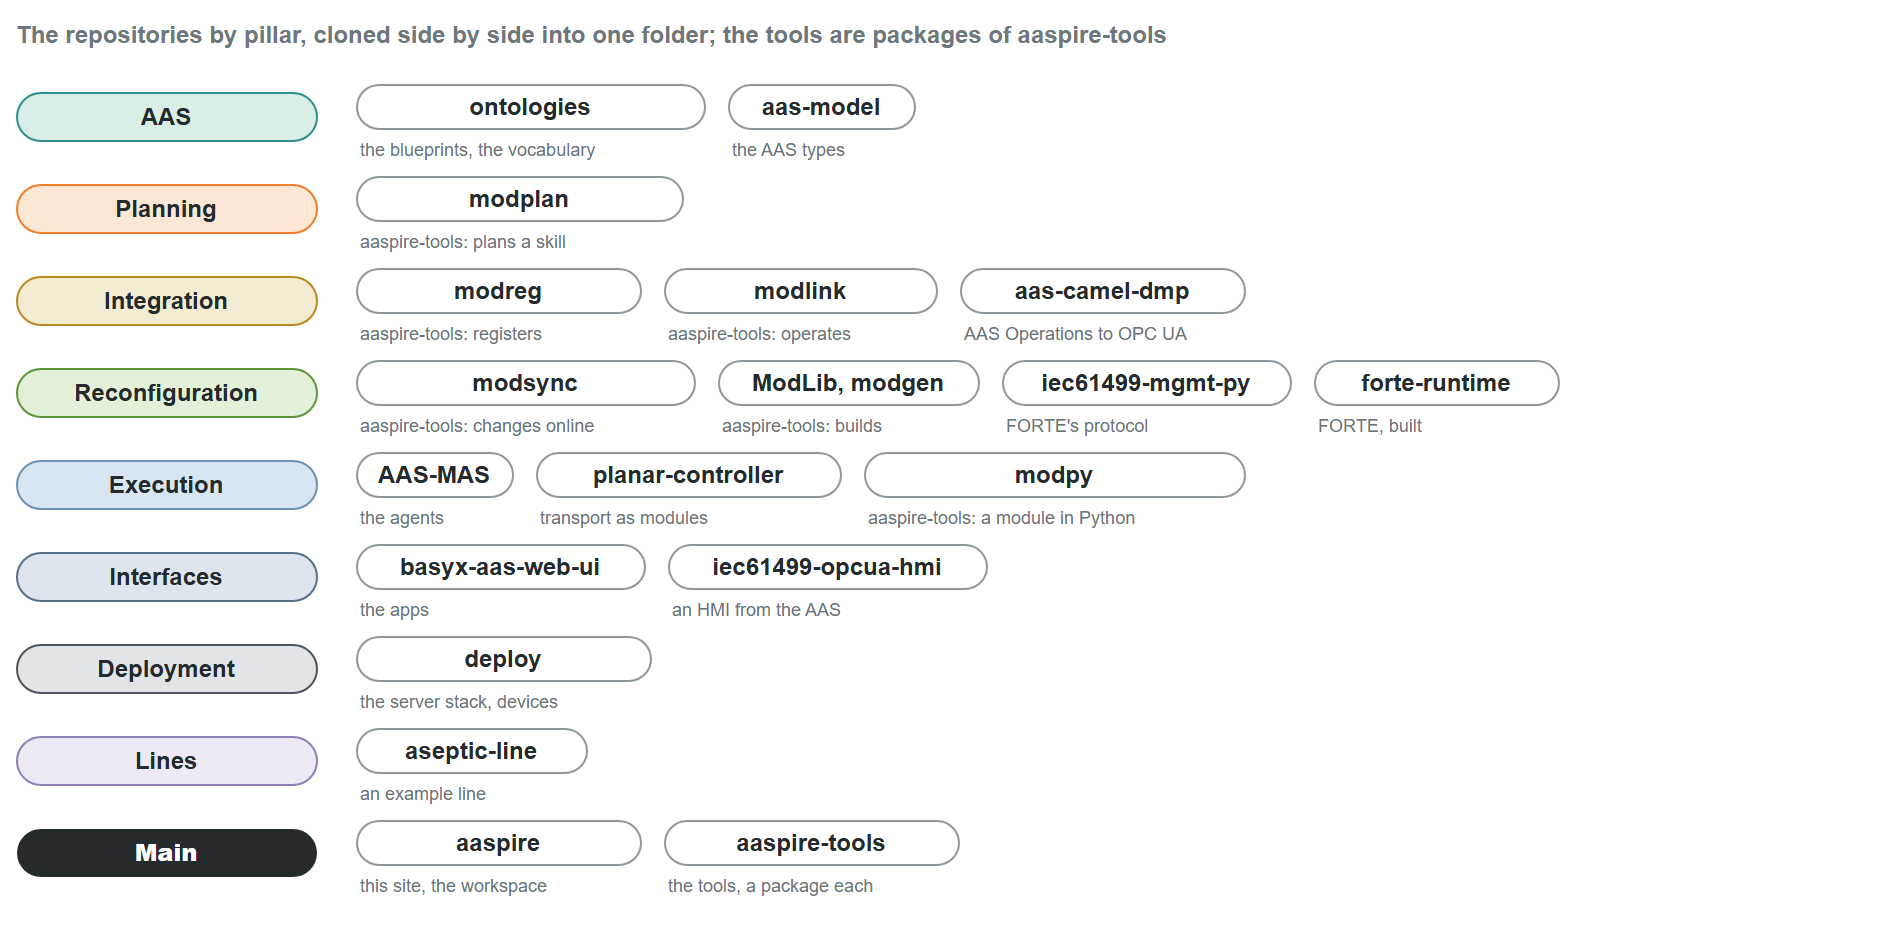 The repositories by pillar, cloned side by side into one folder; the tools are packages of aaspire-tools
AAS
ontologies
aas-model
the blueprints, the vocabulary
the AAS types
Planning
modplan
aaspire-tools: plans a skill
Integration
modreg
modlink
aas-camel-dmp
aaspire-tools: registers
aaspire-tools: operates
AAS Operations to OPC UA
Reconfiguration
modsync
ModLib, modgen
iec61499-mgmt-py
forte-runtime
aaspire-tools: changes online
aaspire-tools: builds
FORTE's protocol
FORTE, built
Execution
AAS-MAS
planar-controller
modpy
the agents
transport as modules
aaspire-tools: a module in Python
Interfaces
basyx-aas-web-ui
iec61499-opcua-hmi
the apps
an HMI from the AAS
Deployment
deploy
the server stack, devices
Lines
aseptic-line
an example line
Main
aaspire
aaspire-tools
this site, the workspace
the tools, a package each